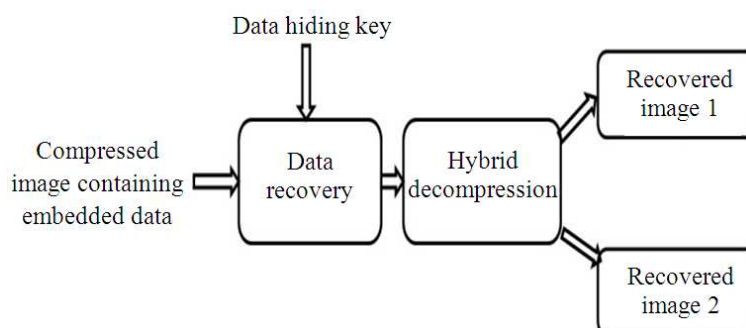 Data hiding key
Compressed
image containing
embedded data
Data
recovery
Hybrid
decompression
Recovered
image 1
Recovered
image 2